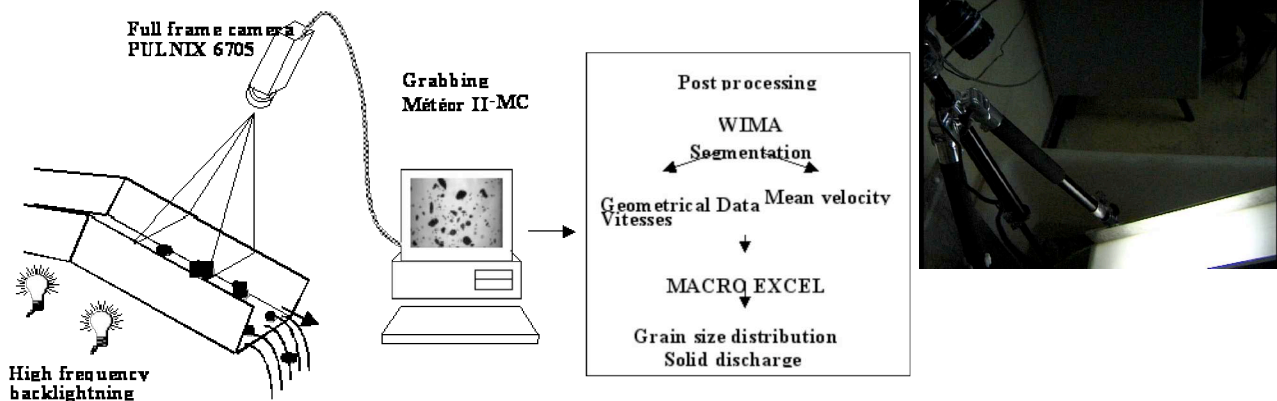 Full frame camera
PULNIX 6705
Grabbing
Météor II-MC
High frequency
backlightning
Post processing
WIMA
Segmentation
Geometrical Data
Vitesses
Mean velocity
MACRO EXCEL
Grain size distribution
Solid discharge